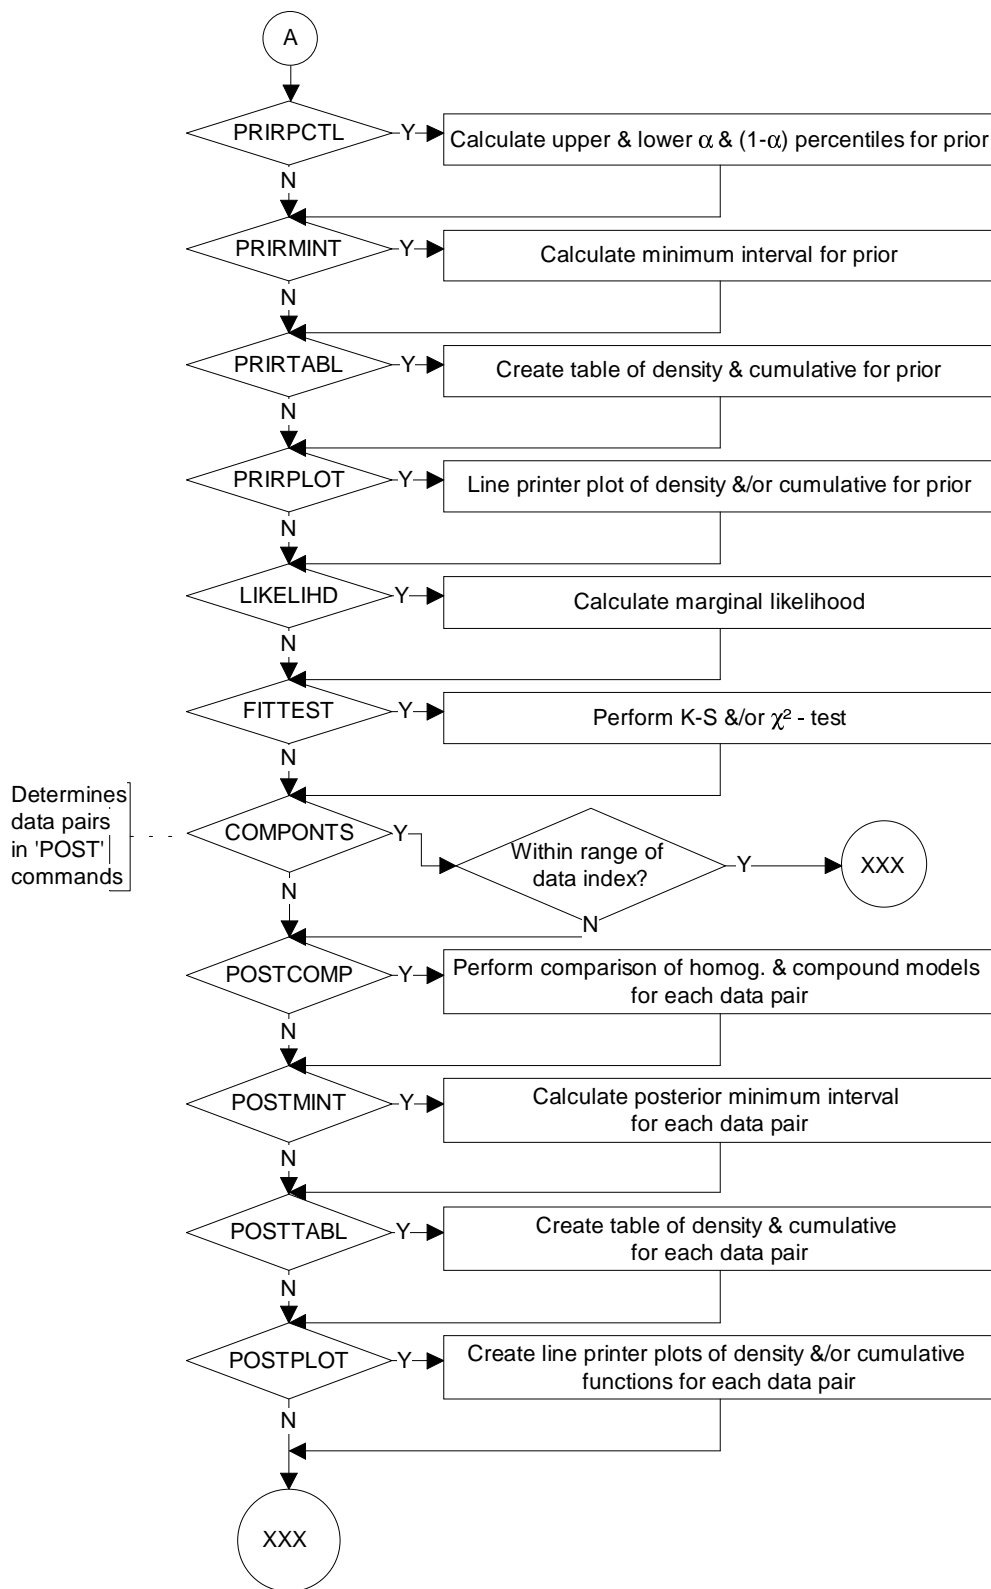 A
PRIRPCTL
Y
Calculate upper & lower α & (1-α) percentiles for prior
N
PRIRMINT
Y
Calculate minimum interval for prior
N
PRIRTABL
Y
Create table of density & cumulative for prior
N
PRIRPLOT
Y
Line printer plot of density &/or cumulative for prior
N
LIKELIHD
Y
Calculate marginal likelihood
N
FITTEST
Y
Perform K-S &/or χ² - test
N
Determines
data pairs
in 'POST'
commands
COMPONTS
Y
Within range of
data index?
Y
XXX
N
N
POSTCOMP
Y
Perform comparison of homog. & compound models
for each data pair
N
POSTMINT
Y
Calculate posterior minimum interval
for each data pair
N
POSTTABL
Y
Create table of density & cumulative
for each data pair
N
POSTPLOT
Y
Create line printer plots of density &/or cumulative
functions for each data pair
N
XXX